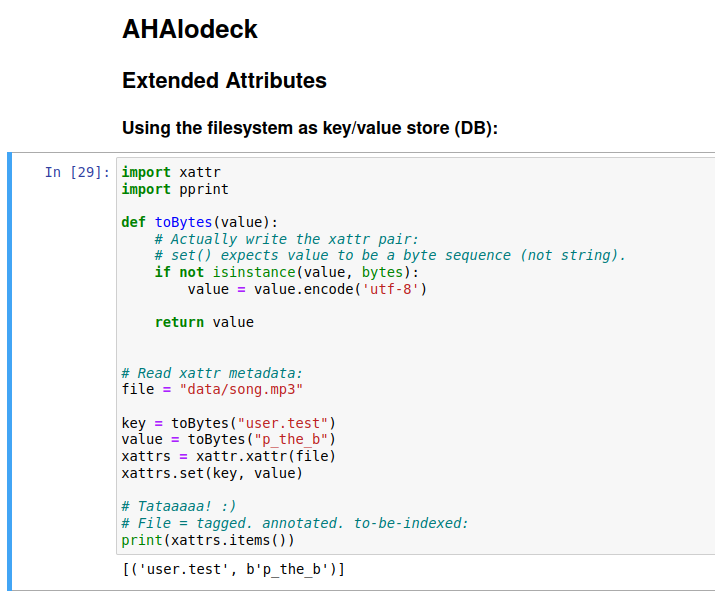 AHAlodeck
Extended Attributes
Using the filesystem as key/value store (DB):
In [29]:
import xattr
import pprint
def toBytes(value):
    # Actually write the xattr pair:
    # set() expects value to be a byte sequence (not string).
    if not isinstance(value, bytes):
        value = value.encode('utf-8')
    return value
# Read xattr metadata:
file = "data/song.mp3"
key = toBytes("user.test")
value = toBytes("p_the_b")
xattrs = xattr.xattr(file)
xattrs.set(key, value)
# Tataaaaa! :)
# File = tagged. annotated. to-be-indexed:
print(xattrs.items())
[('user.test', b'p_the_b')]